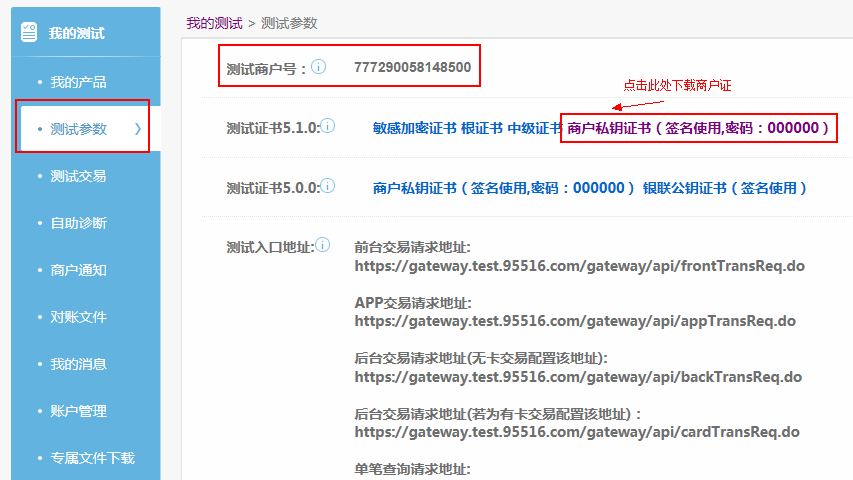 我的测试
我的产品
测试参数
测试交易
自助诊断
商户通知
对账文件
我的消息
账户管理
专属文件下载
我的测试 > 测试参数
测试商户号： 777290058148500
点击此处下载商户证
测试证书5.1.0: 敏感加密证书 根证书 中级证书 商户私钥证书（签名使用,密码：000000）
测试证书5.0.0: 商户私钥证书（签名使用,密码：000000） 银联公钥证书（签名使用）
测试入口地址: 前台交易请求地址:
https://gateway.test.95516.com/gateway/api/frontTransReq.do
APP交易请求地址:
https://gateway.test.95516.com/gateway/api/appTransReq.do
后台交易请求地址(无卡交易配置该地址):
https://gateway.test.95516.com/gateway/api/backTransReq.do
后台交易请求地址(若为有卡交易配置该地址)：
https://gateway.test.95516.com/gateway/api/cardTransReq.do
单笔查询请求地址: